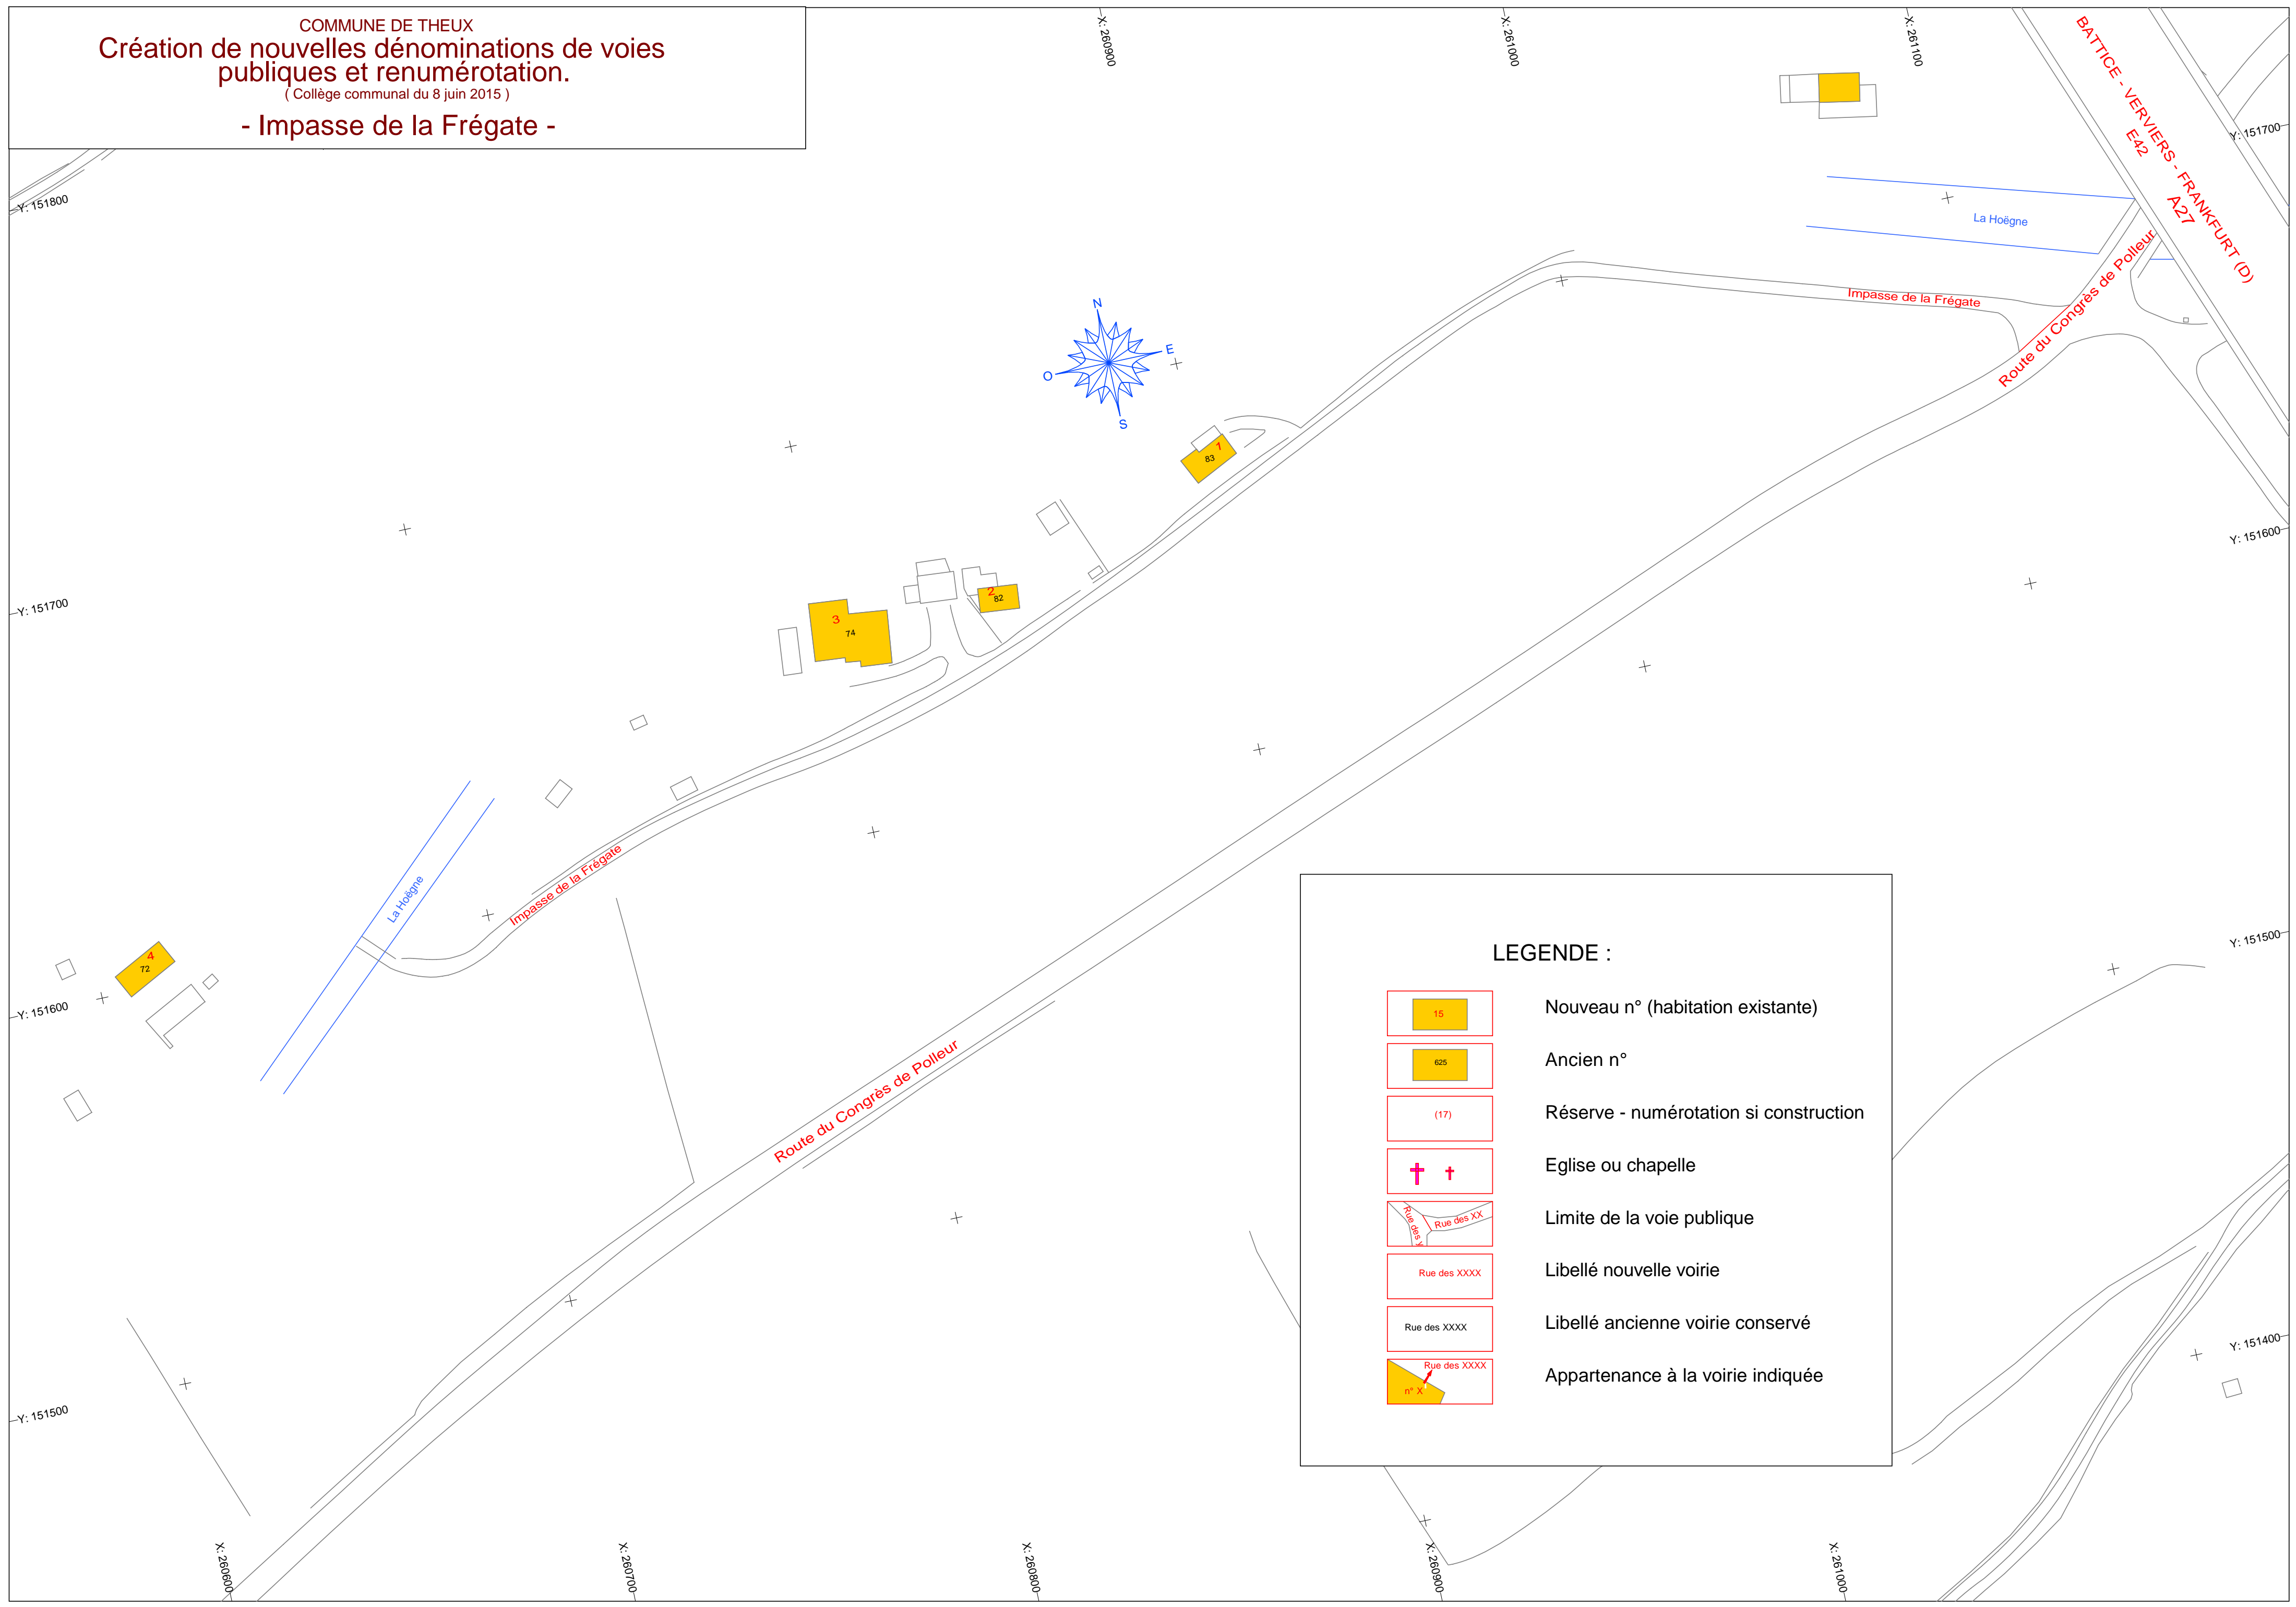 COMMUNE DE THEUX
Création de nouvelles dénominations de voies
publiques et renumérotation.
( Collège communal du 8 juin 2015 )
- Impasse de la Frégate -
X: 260900
X: 261000
X: 261100
BATTICE - VERVIERS - FRANKFURT (D)
E42
A27
Y: 151700
Y: 151800
La Hoëgne
Impasse de la Frégate
Route du Congrès de Polleur
N
E
O
S
1
83
2
82
3
74
Y: 151600
Y: 151700
Impasse de la Frégate
La Hoëgne
4
72
Y: 151600
Y: 151500
Route du Congrès de Polleur
LEGENDE :
15
Nouveau n° (habitation existante)
625
Ancien n°
(17)
Réserve - numérotation si construction
Eglise ou chapelle
Rue des y
Rue des XX
Limite de la voie publique
Rue des XXXX
Libellé nouvelle voirie
Rue des XXXX
Libellé ancienne voirie conservé
Rue des XXXX
n° X
Appartenance à la voirie indiquée
Y: 151400
Y: 151500
X: 260600
X: 260700
X: 260800
X: 260900
X: 261000